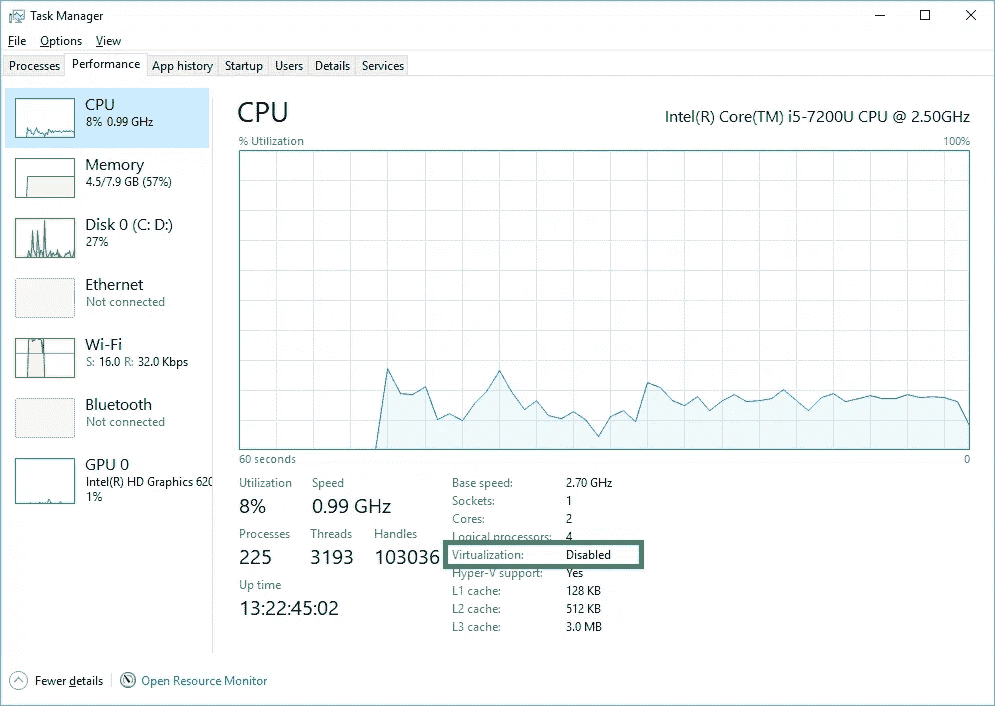 Task Manager
File Options View
Processes Performance App history Startup Users Details Services
CPU
8% 0.99 GHz
Memory
4.5/7.9 GB (57%)
Disk 0 (C: D:)
27%
Ethernet
Not connected
Wi-Fi
S: 16.0 R: 32.0 Kbps
Bluetooth
Not connected
GPU 0
Intel(R) HD Graphics 620
1%
CPU Intel(R) Core(TM) i5-7200U CPU @ 2.50GHz
% Utilization 100%
60 seconds 0
Utilization Speed
8% 0.99 GHz
Processes Threads Handles
225 3193 103036
Up time
13:22:45:02
Base speed: 2.70 GHz
Sockets: 1
Cores: 2
Logical processors: 4
Virtualization: Disabled
Hyper-V support: Yes
L1 cache: 128 KB
L2 cache: 512 KB
L3 cache: 3.0 MB
Fewer details Open Resource Monitor